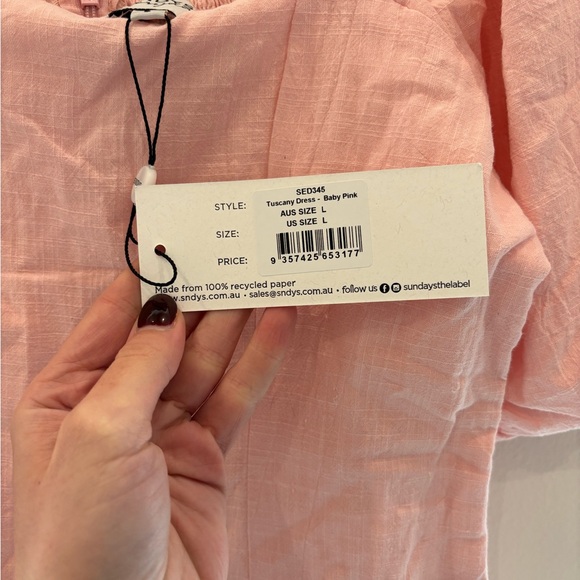 SED345
STYLE: Tuscany Dress - Baby Pink
AUS SIZE L
US SIZE L
SIZE:
PRICE: 9 357425 653177
Made from 100% recycled paper
www.sndys.com.au • sales@sndys.com.au • follow us sundaysthelabel